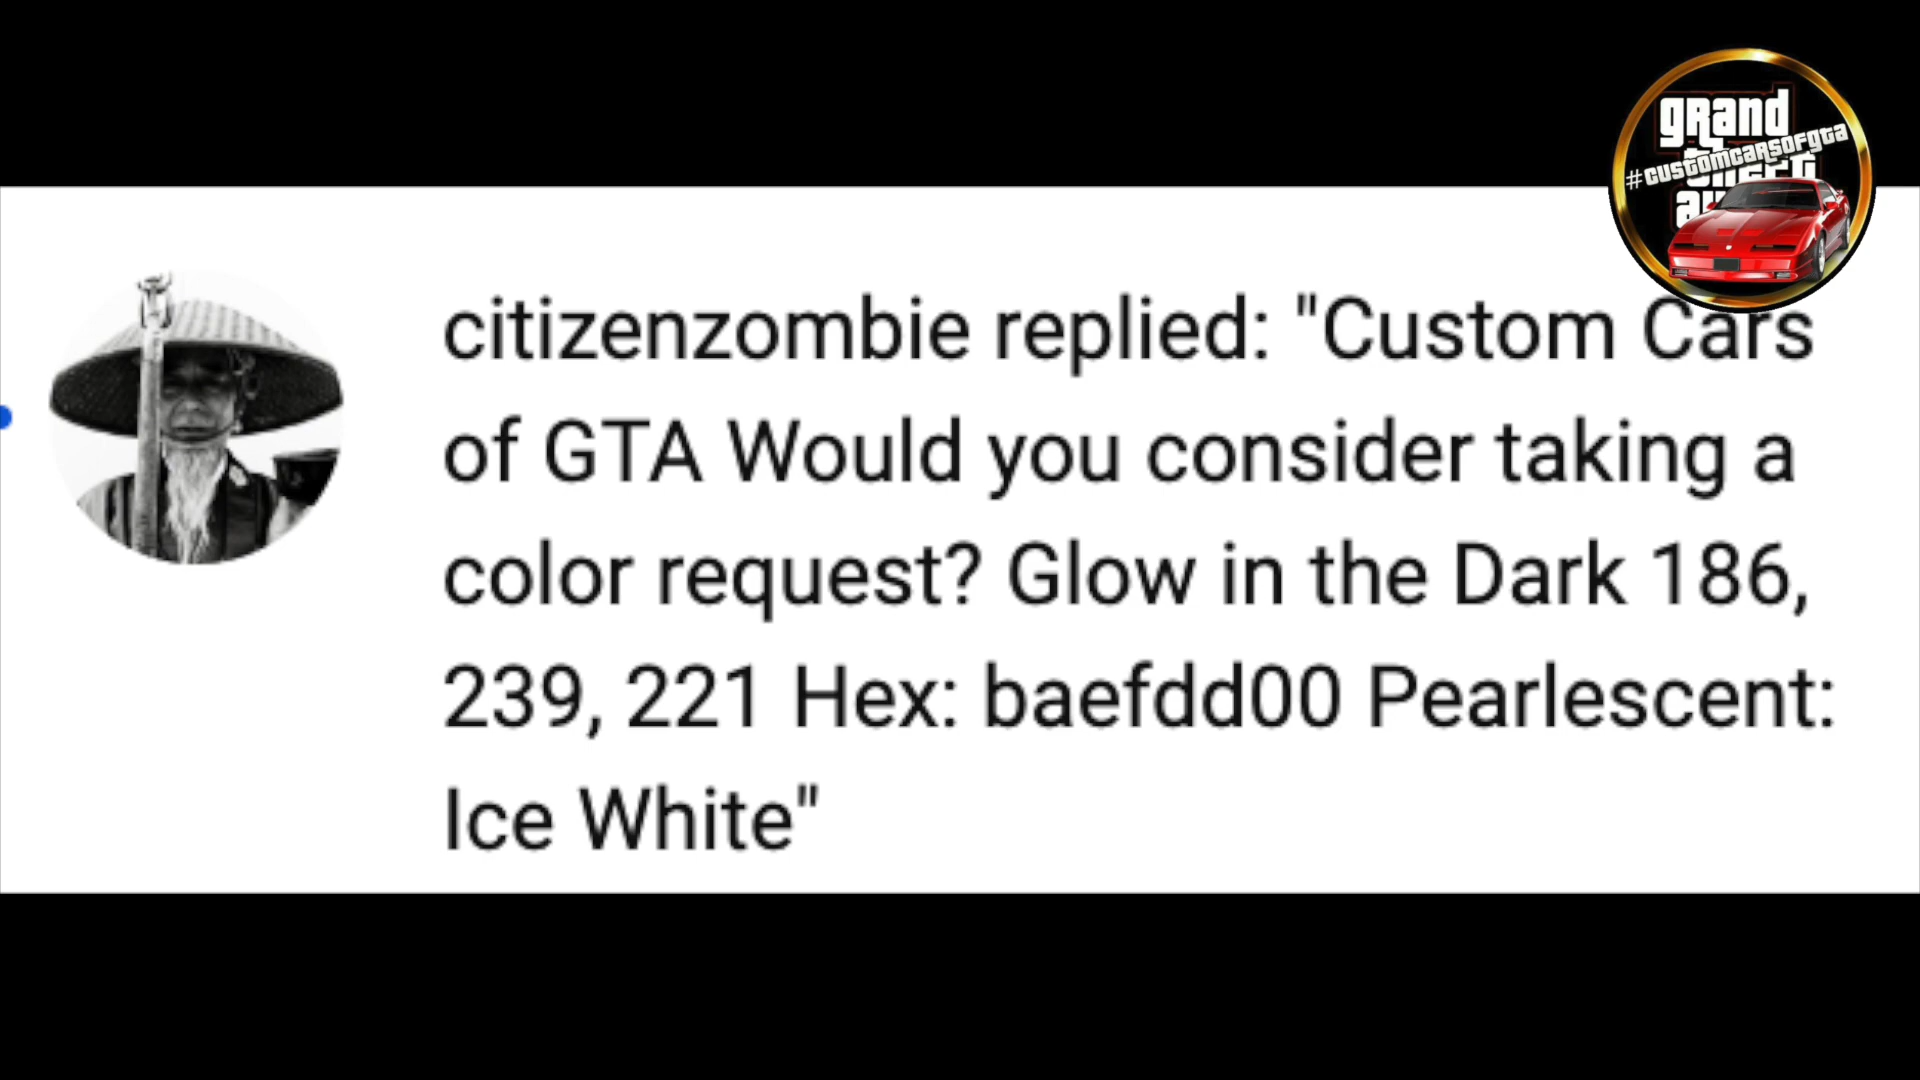 grand
#customcarsofgta
citizenzombie replied: "Custom Cars
of GTA Would you consider taking a
color request? Glow in the Dark 186,
239, 221 Hex: baefdd00 Pearlescent:
Ice White"